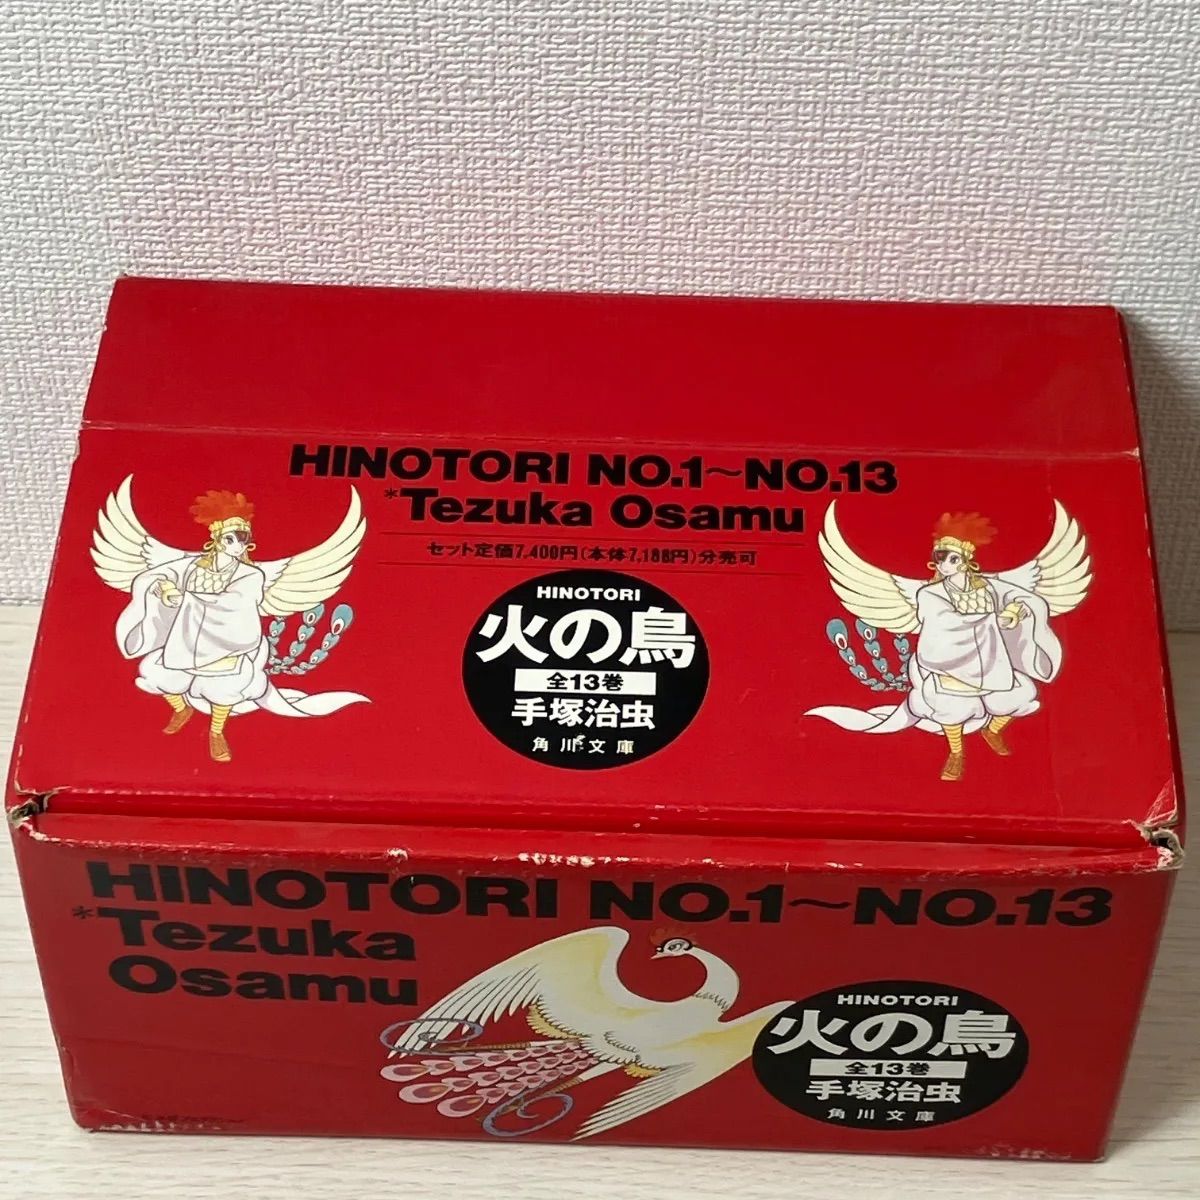 HINOTORI NO.1〜NO.13
*Tezuka Osamu
セット定価7,400円(本体7,188円)分売可
HINOTORI
火の鳥
全13巻
手塚治虫
角川文庫
HINOTORI NO.1〜NO.13
*Tezuka
Osamu
HINOTORI
火の鳥
全13巻
手塚治虫
角川文庫